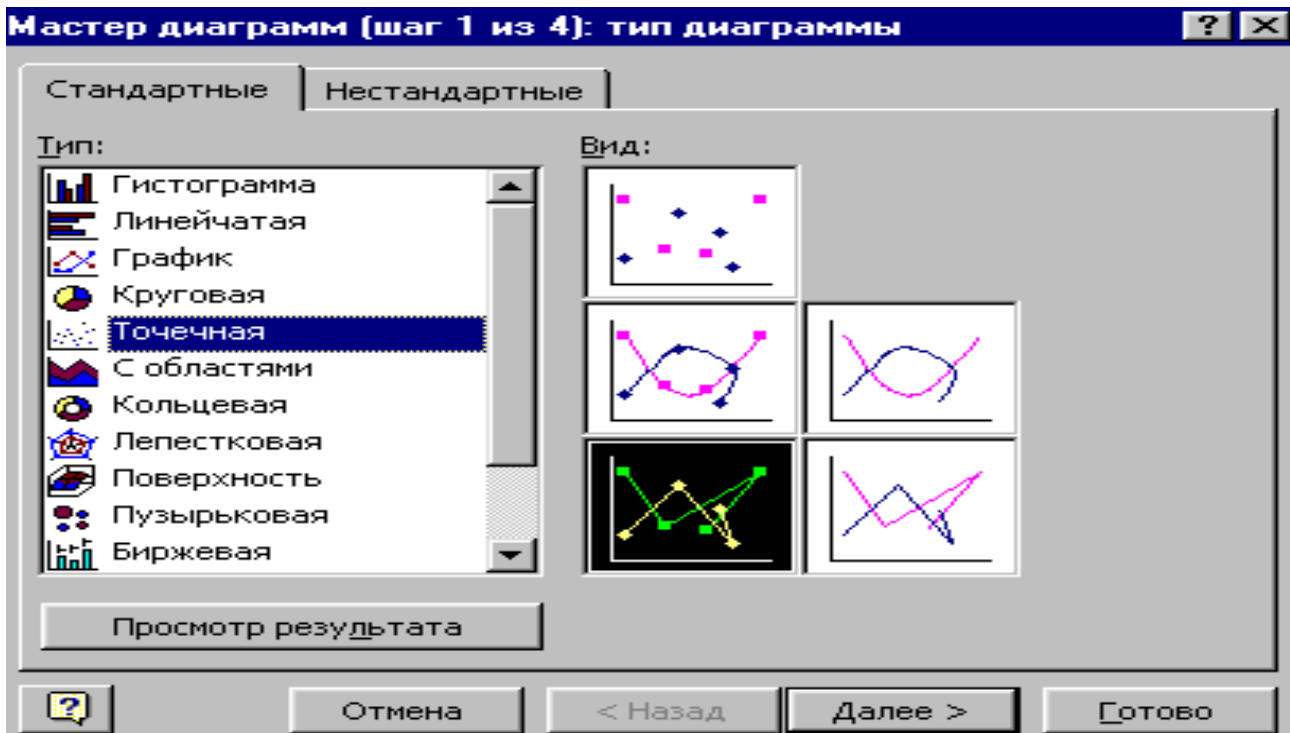 Мастер диаграмм (шаг 1 из 4): тип диаграммы
Стандартные
Нестандартные
Тип:
Вид:
Гистограмма
Линейчатая
График
Круговая
Точечная
С областями
Кольцевая
Лепестковая
Поверхность
Пузырьковая
Биржевая
Просмотр результата
Отмена
< Назад
Далее >
Готово